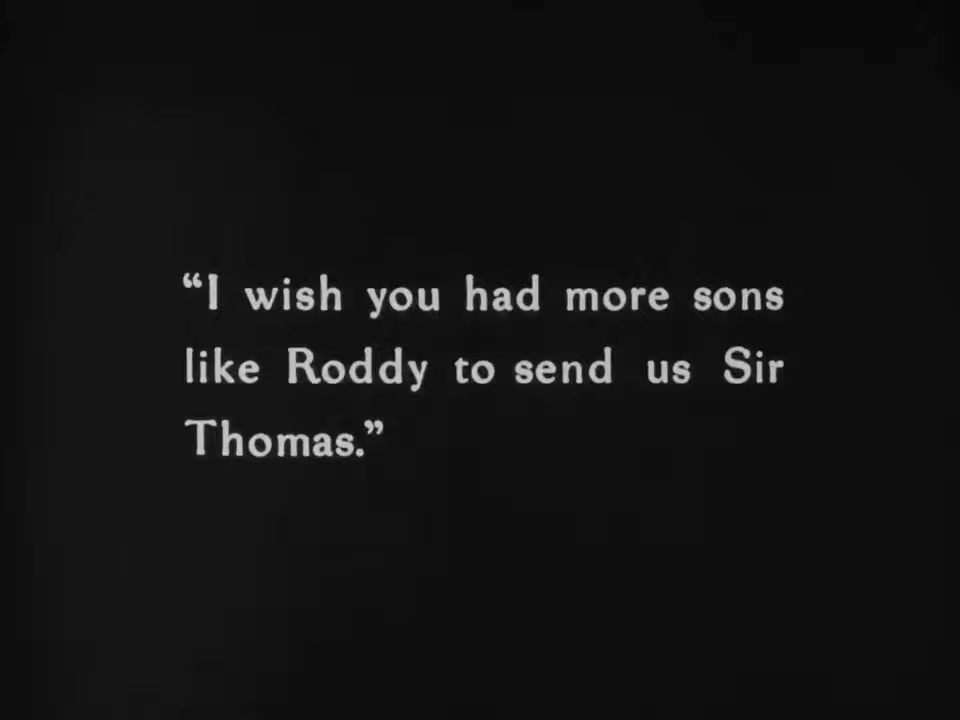 “I wish you had more sons
like Roddy to send us Sir
Thomas.”